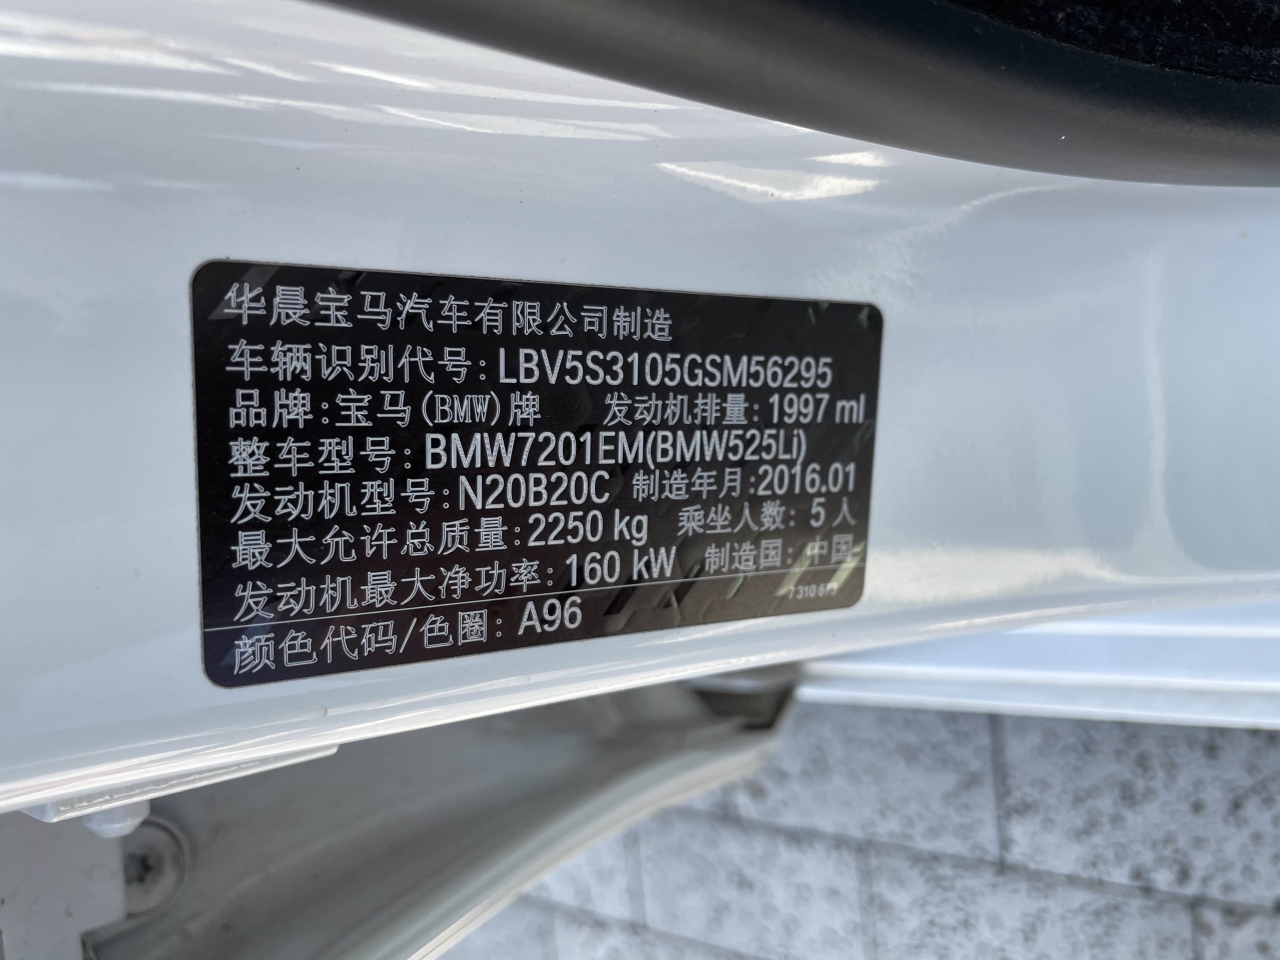 华晨宝马汽车有限公司制造
车辆识别代号: LBV5S3105GSM56295
品牌:宝马(BMW)牌 发动机排量: 1997 ml
整车型号: BMW7201EM(BMW525Li)
发动机型号: N20B20C 制造年月:2016.01
最大允许总质量: 2250 kg 乘坐人数: 5 人
发动机最大净功率: 160 kW 制造国: 中国
7 310 673
颜色代码/色圈: A96